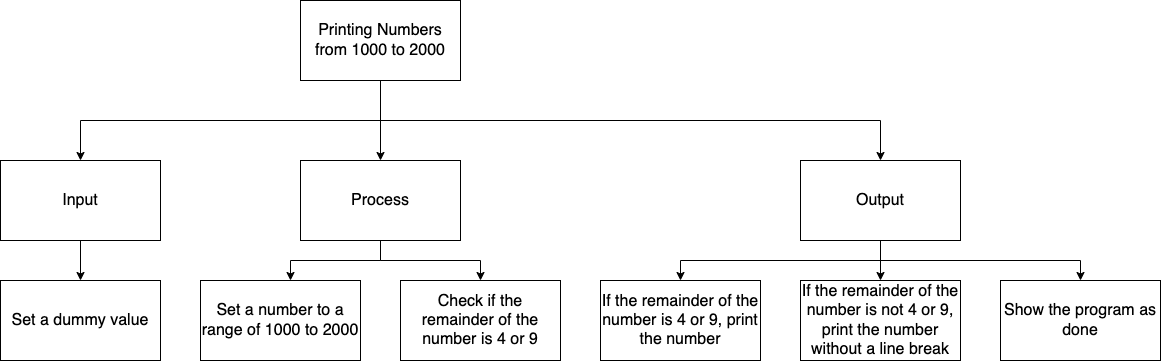 Printing Numbers
from 1000 to 2000
Input
Process
Output
Set a dummy value
Set a number to a
range of 1000 to 2000
Check if the
remainder of the
number is 4 or 9
If the remainder of the
number is 4 or 9, print
the number
If the remainder of the
number is not 4 or 9,
print the number
without a line break
Show the program as
done